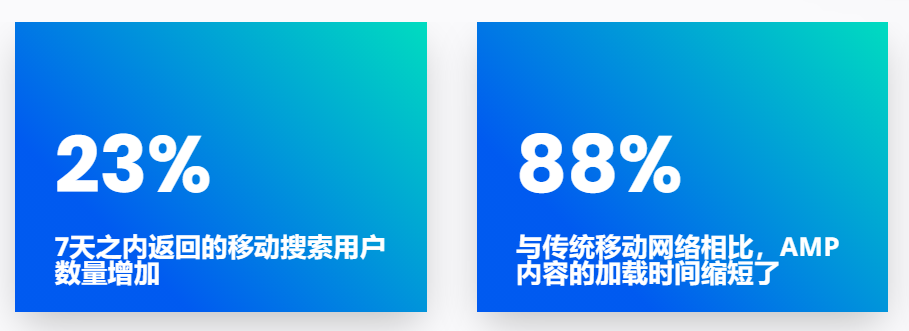 23%
7天之内返回的移动搜索用户
数量增加
88%
与传统移动网络相比，AMP
内容的加载时间缩短了